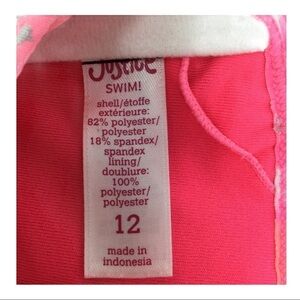 Justice
SWIM!
shell/étoffe
extérieure:
82% polyester/
polyester
18% spandex/
spandex
lining/
doublure:
100%
polyester/
polyester
12
made in
indonesia